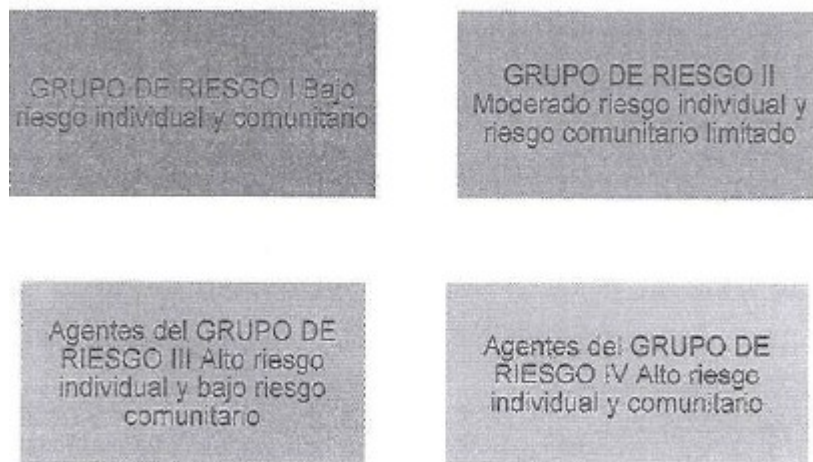 GRUPO DE RIESGO I Bajo
riesgo individual y comunitario
GRUPO DE RIESGO II
Moderado riesgo individual y
riesgo comunitario limitado
Agentes del GRUPO DE
RIESGO III Alto riesgo
individual y bajo riesgo
comunitario
Agentes del GRUPO DE
RIESGO IV Alto riesgo
individual y comunitario